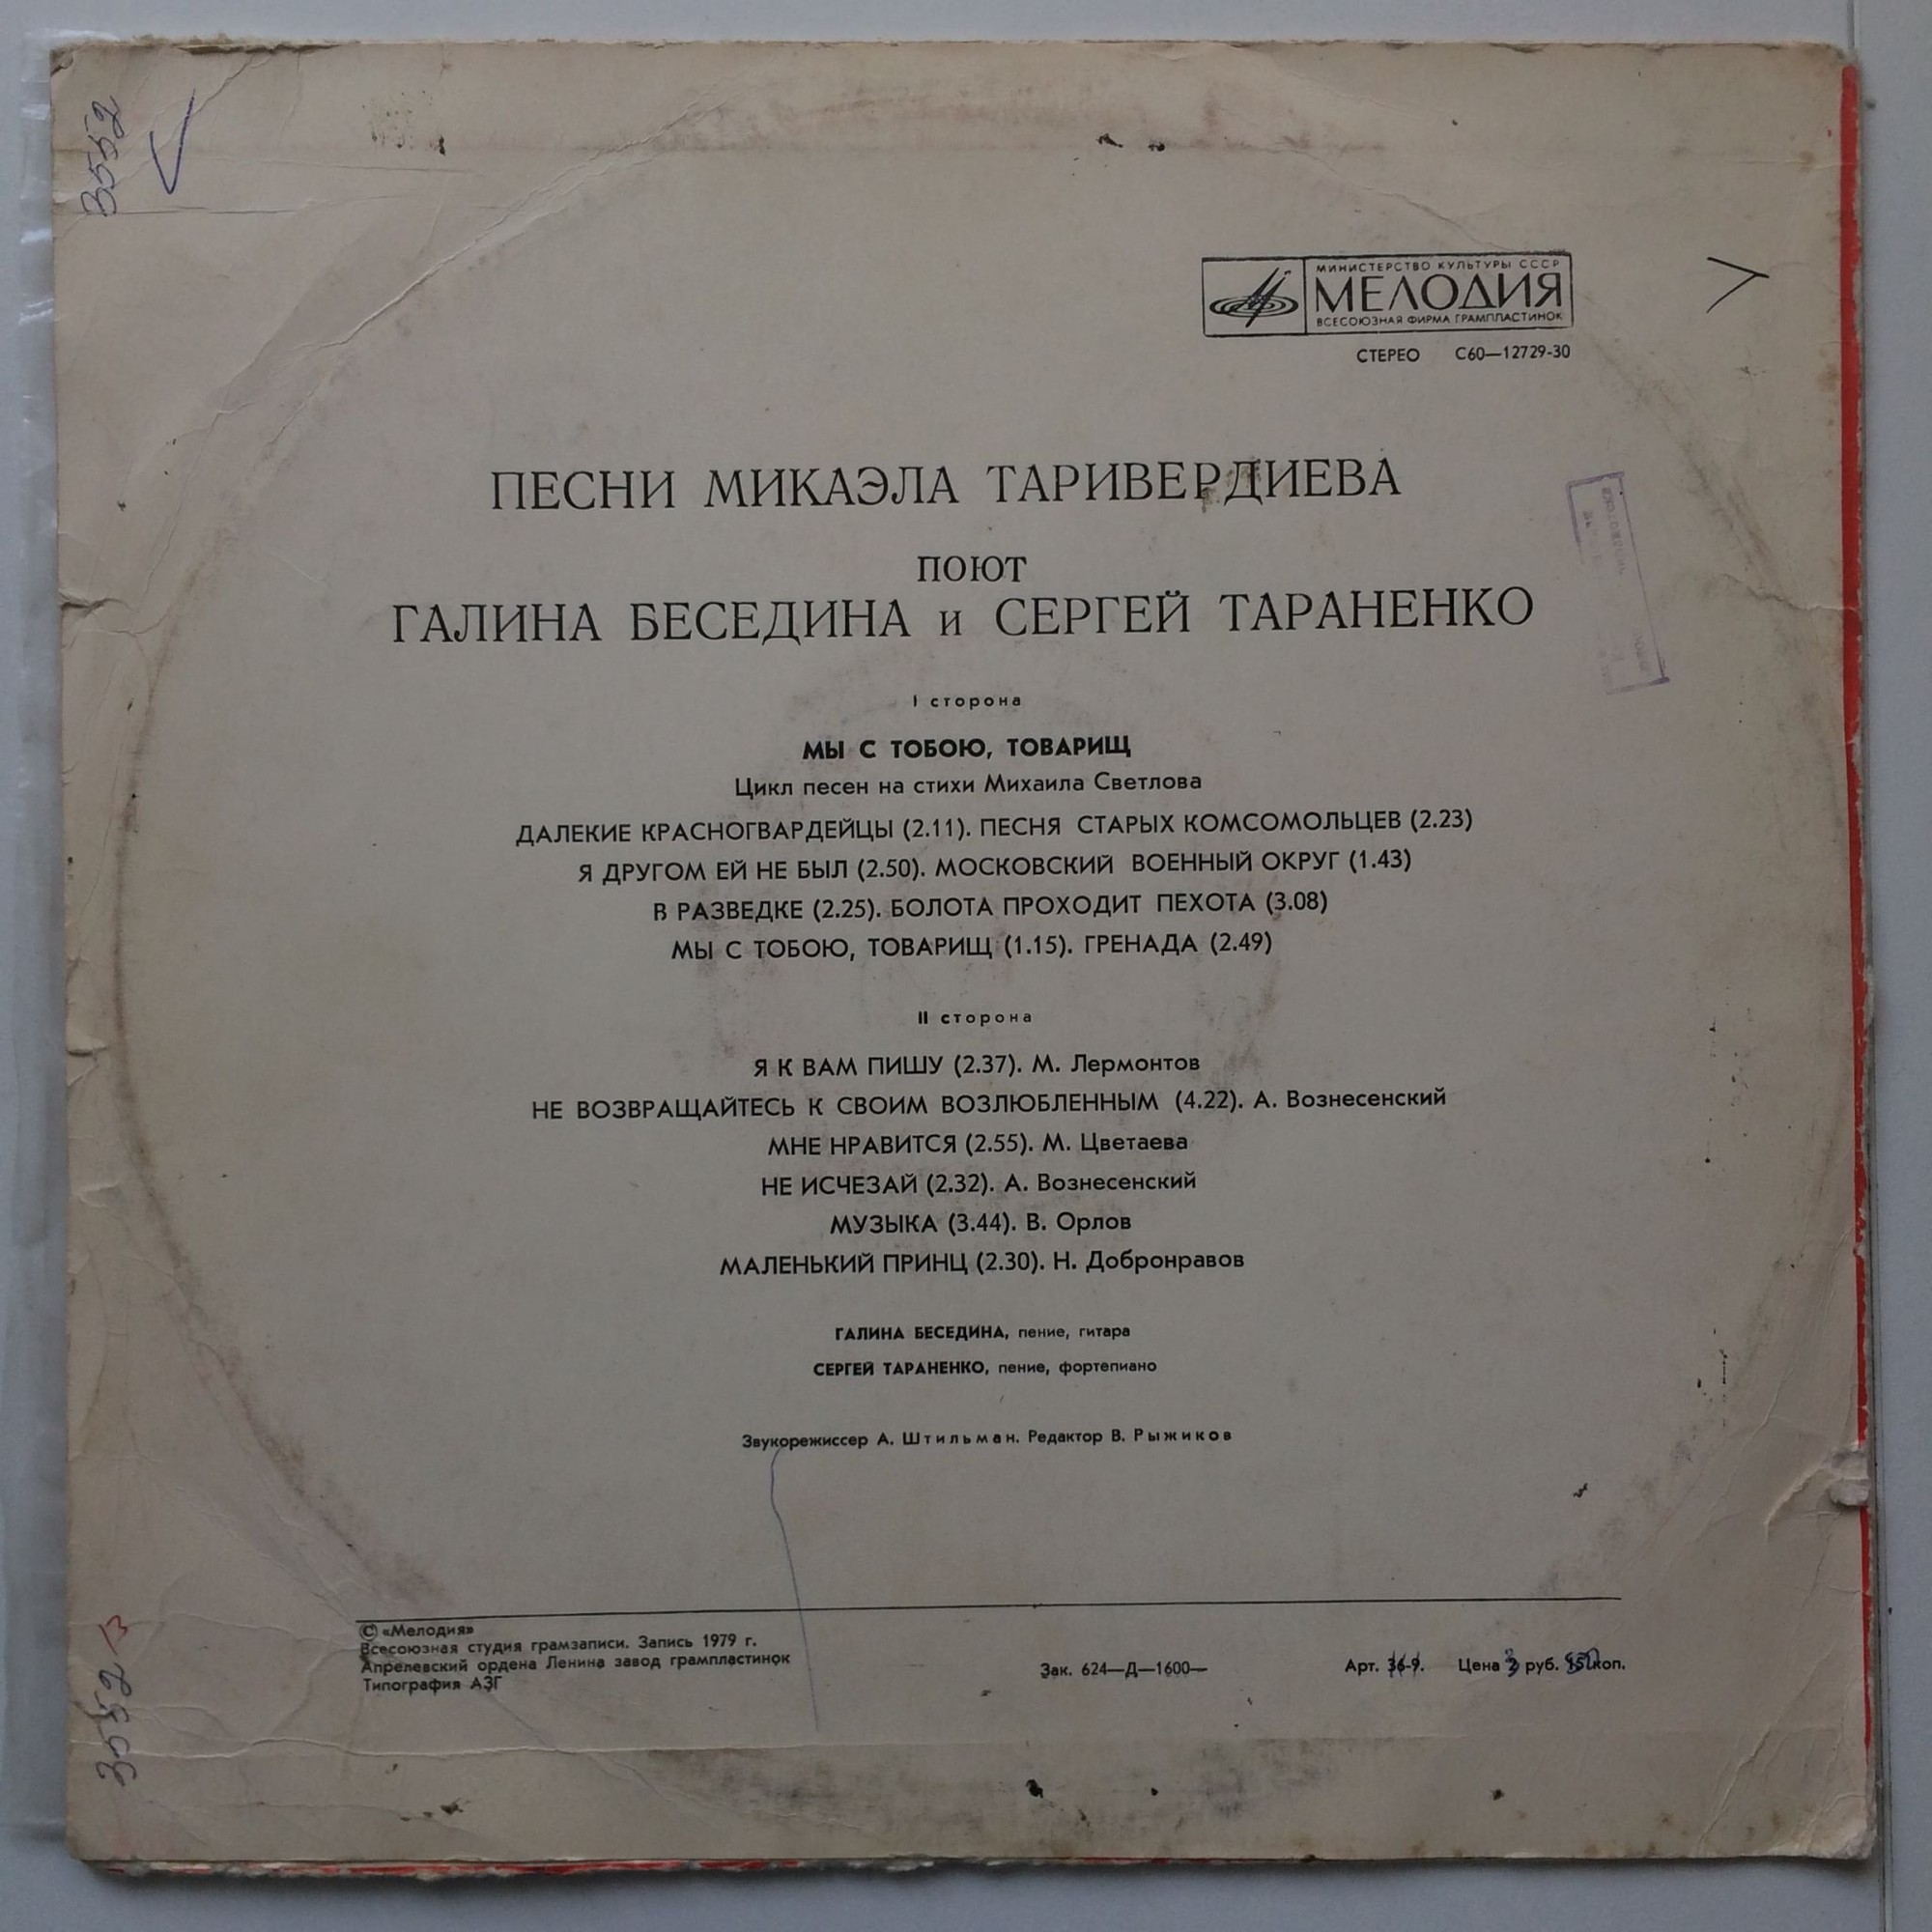 3552
МИНИСТЕРСТВО КУЛЬТУРЫ СССР
МЕЛОДИЯ
ВСЕСОЮЗНАЯ ФИРМА ГРАМПЛАСТИНОК
СТЕРЕО С60—12729-30
ПЕСНИ МИКАЭЛА ТАРИВЕРДИЕВА
ПОЮТ
ГАЛИНА БЕСЕДИНА и СЕРГЕЙ ТАРАНЕНКО
I сторона
МЫ С ТОБОЮ, ТОВАРИЩ
Цикл песен на стихи Михаила Светлова
ДАЛЕКИЕ КРАСНОГВАРДЕЙЦЫ (2.11). ПЕСНЯ СТАРЫХ КОМСОМОЛЬЦЕВ (2.23)
Я ДРУГОМ ЕЙ НЕ БЫЛ (2.50). МОСКОВСКИЙ ВОЕННЫЙ ОКРУГ (1.43)
В РАЗВЕДКЕ (2.25). БОЛОТА ПРОХОДИТ ПЕХОТА (3.08)
МЫ С ТОБОЮ, ТОВАРИЩ (1.15). ГРЕНАДА (2.49)
II сторона
Я К ВАМ ПИШУ (2.37). М. Лермонтов
НЕ ВОЗВРАЩАЙТЕСЬ К СВОИМ ВОЗЛЮБЛЕННЫМ (4.22). А. Вознесенский
МНЕ НРАВИТСЯ (2.55). М. Цветаева
НЕ ИСЧЕЗАЙ (2.32). А. Вознесенский
МУЗЫКА (3.44). В. Орлов
МАЛЕНЬКИЙ ПРИНЦ (2.30). Н. Добронравов
ГАЛИНА БЕСЕДИНА, пение, гитара
СЕРГЕЙ ТАРАНЕНКО, пение, фортепиано
Звукорежиссер А. Штильман. Редактор В. Рыжиков
© «Мелодия»
Всесоюзная студия грамзаписи. Запись 1979 г.
Апрелевский ордена Ленина завод грампластинок
Типография АЗГ
Зак. 624—Д—1600—
Арт. 36-9. Цена руб. коп.
3552